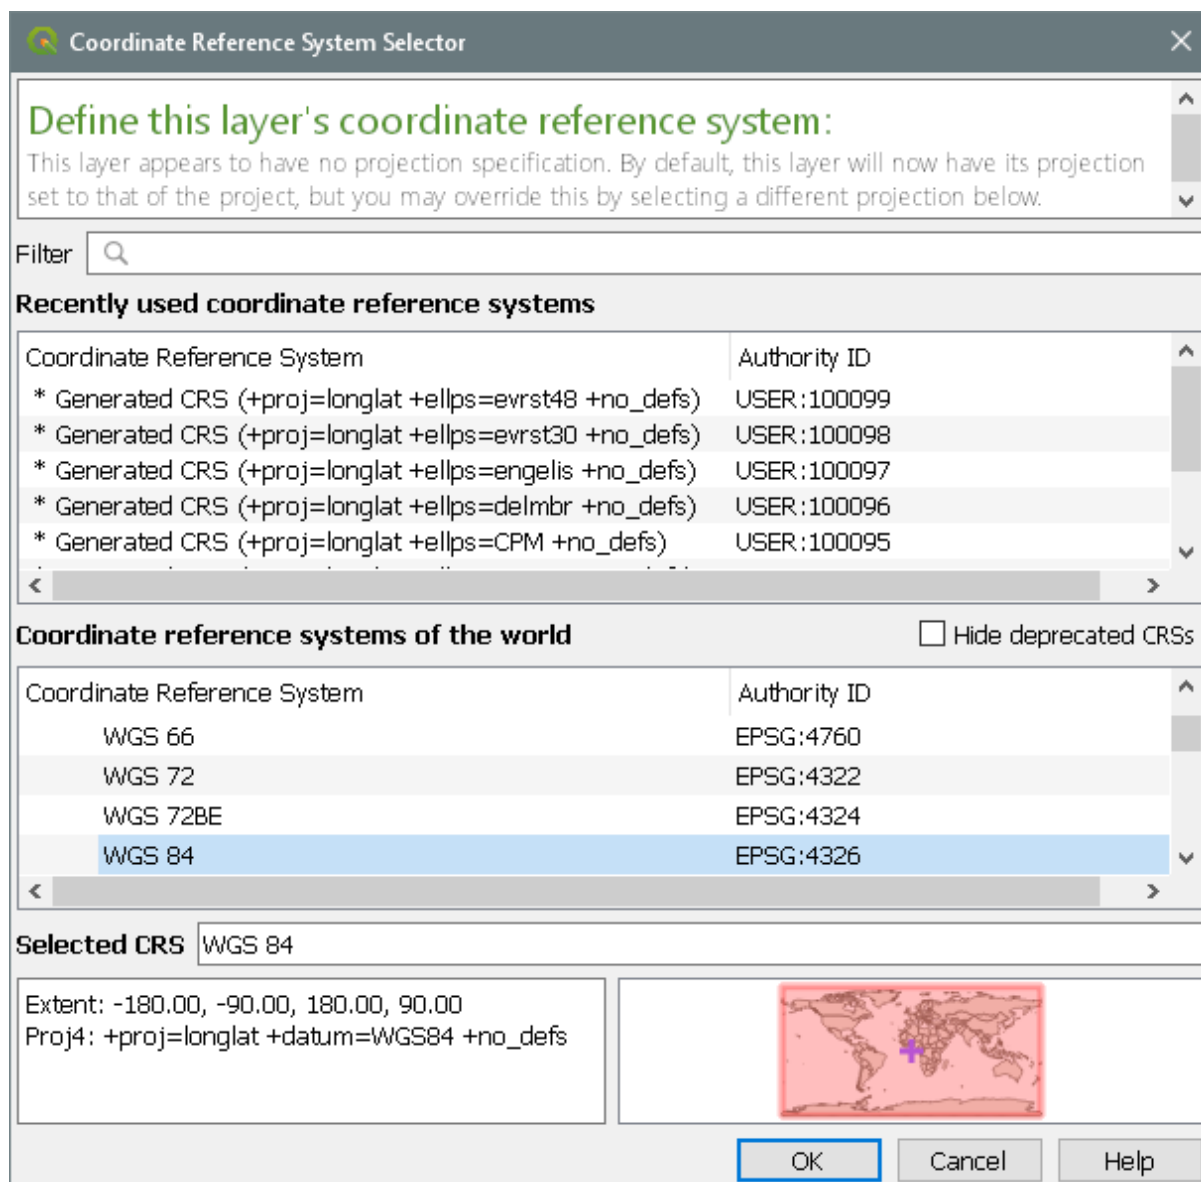 Coordinate Reference System Selector
Define this layer's coordinate reference system:
This layer appears to have no projection specification. By default, this layer will now have its projection
set to that of the project, but you may override this by selecting a different projection below.
Filter
Recently used coordinate reference systems
Coordinate Reference System Authority ID
* Generated CRS (+proj=longlat +ellps=evrst48 +no_defs) USER:100099
* Generated CRS (+proj=longlat +ellps=evrst30 +no_defs) USER:100098
* Generated CRS (+proj=longlat +ellps=engelis +no_defs) USER:100097
* Generated CRS (+proj=longlat +ellps=delmbr +no_defs) USER:100096
* Generated CRS (+proj=longlat +ellps=CPM +no_defs) USER:100095
Coordinate reference systems of the world Hide deprecated CRSs
Coordinate Reference System Authority ID
WGS 66 EPSG:4760
WGS 72 EPSG:4322
WGS 72BE EPSG:4324
WGS 84 EPSG:4326
Selected CRS WGS 84
Extent: -180.00, -90.00, 180.00, 90.00
Proj4: +proj=longlat +datum=WGS84 +no_defs
OK Cancel Help